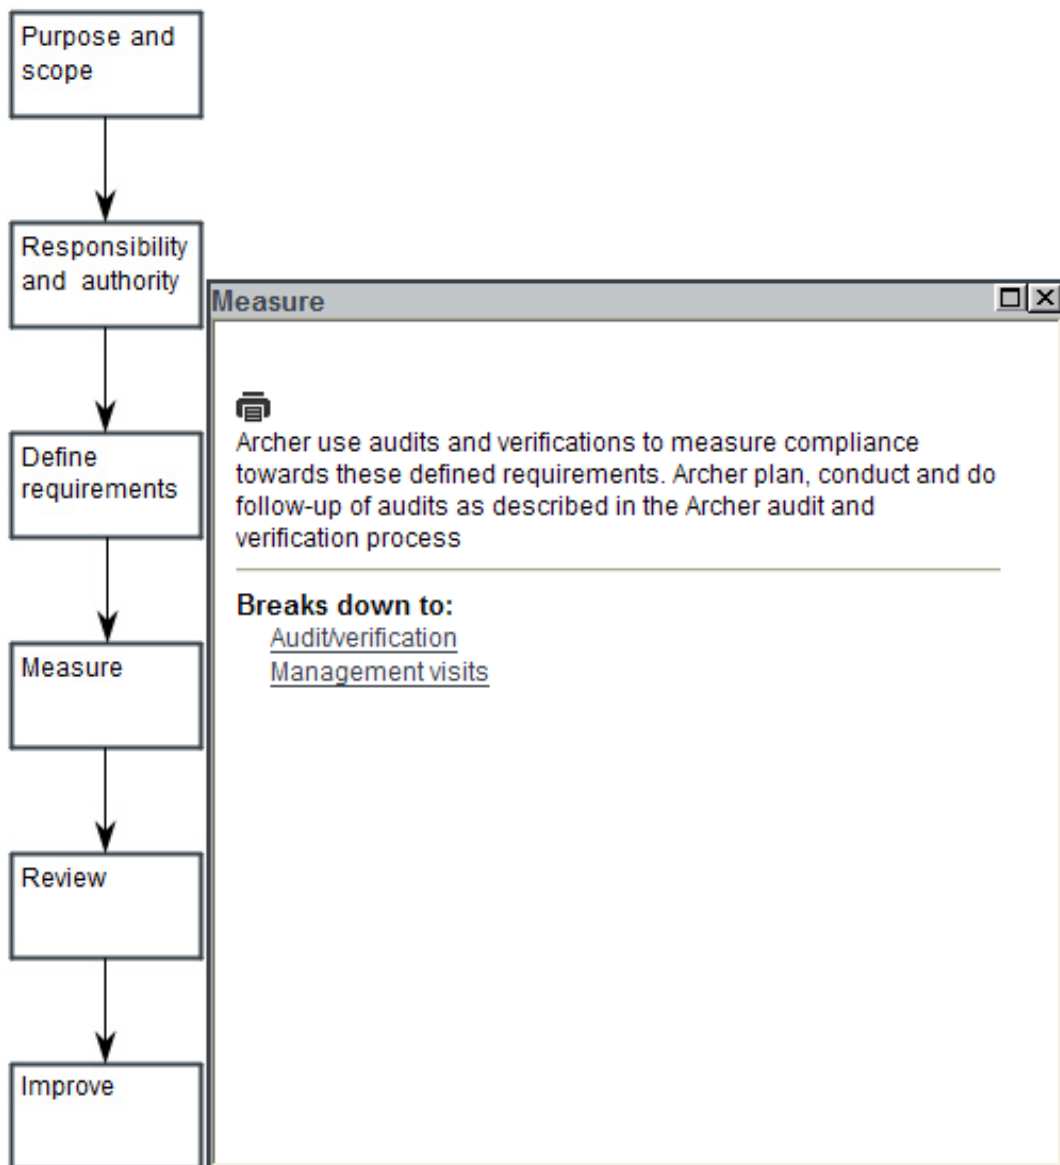 Purpose and
scope
Responsibility
and authority
Define
requirements
Measure
Review
Improve
Measure
Archer use audits and verifications to measure compliance
towards these defined requirements. Archer plan, conduct and do
follow-up of audits as described in the Archer audit and
verification process
Breaks down to:
Audit/verification
Management visits